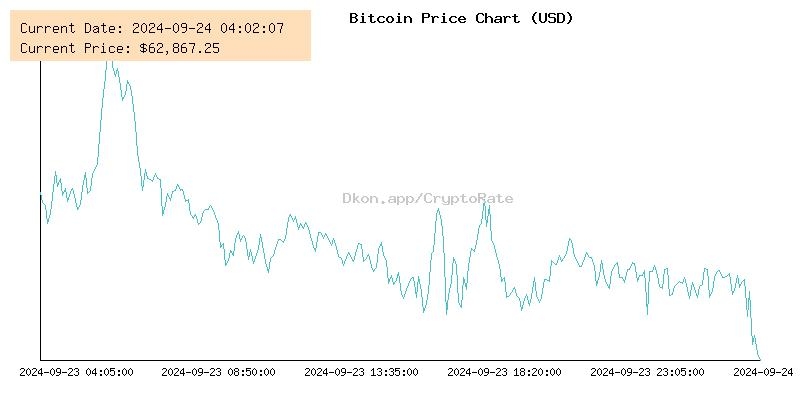 Bitcoin Price Chart (USD)
Current Date: 2024-09-24 04:02:07
Current Price: $62,867.25
Dkon.app/CryptoRate
2024-09-23 04:05:00 2024-09-23 08:50:00 2024-09-23 13:35:00 2024-09-23 18:20:00 2024-09-23 23:05:00 2024-09-24